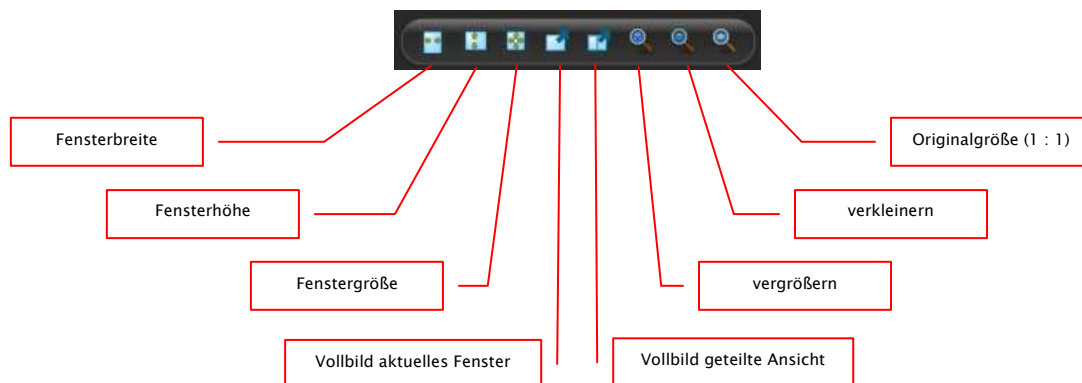 Fensterbreite
Originalgröße (1 : 1)
Fensterhöhe
verkleinern
Fenstergröße
vergrößern
Vollbild aktuelles Fenster
Vollbild geteilte Ansicht